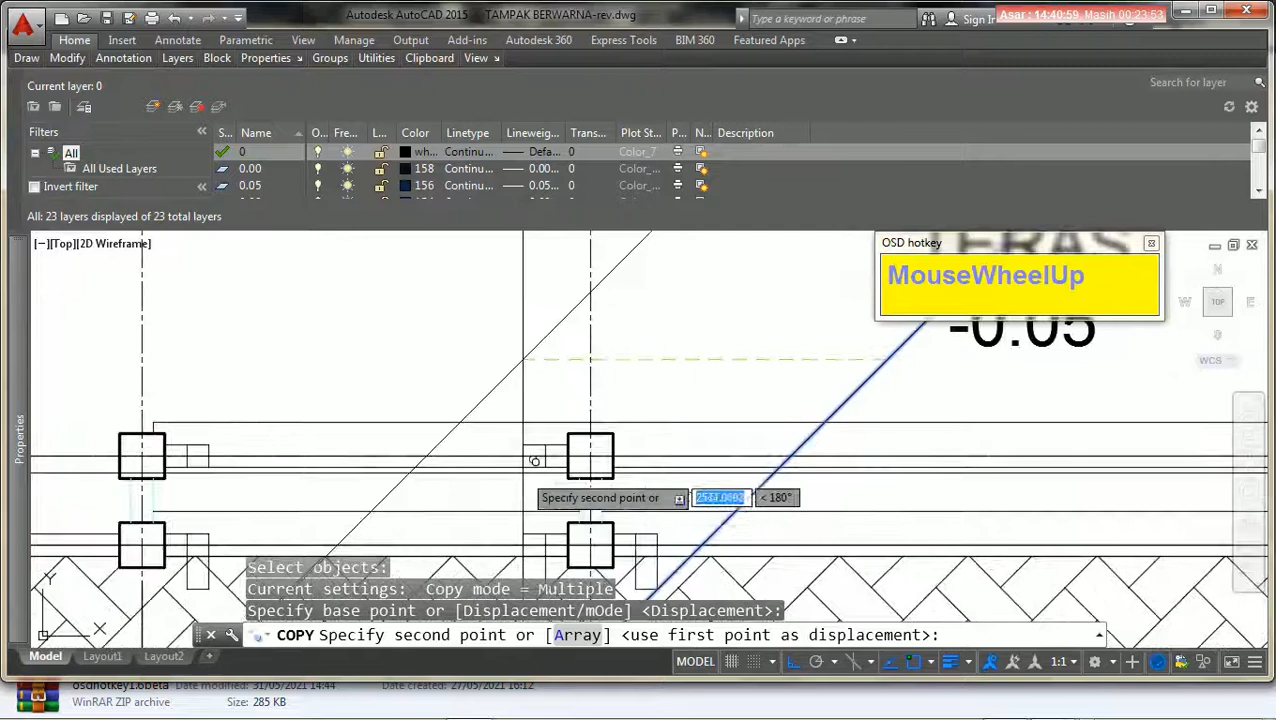 Autodesk AutoCAD 2015 TAMPAK BERWARNA-rev.dwg
Type a keyword or phrase
Sign In
Asar : 14:40:59, Masih 00:23:53
Home Insert Annotate Parametric View Manage Output Add-ins Autodesk 360 Express Tools BIM 360 Featured Apps
Draw Modify Annotation Layers Block Properties Groups Utilities Clipboard View
Current layer: 0
Search for layer
Filters
S... Name O... Fre... L... Color Linetype Lineweig... Trans... Plot St... P... N... Description
All
0 wh... Continu... Defa... 0 Color_7
All Used Layers
0.00 158 Continu... 0.00... 0 Color_...
Invert filter
0.05 156 Continu... 0.05... 0 Color_...
All: 23 layers displayed of 23 total layers
[−][Top][2D Wireframe]
OSD hotkey
MouseWheelUp
TERAS
-0.05
N
W TOP E
S
WCS
Properties
Specify second point or
< 180°
Y
X
Select objects:
Current settings: Copy mode = Multiple
Specify base point or [Displacement/mOde] <Displacement>:
COPY Specify second point or [Array] <use first point as displacement>:
Model Layout1 Layout2 +
MODEL 1:1
osdhotkey1.6beta Date modified: 31/05/2021 14:44 Date created: 27/05/2021 16:12
WinRAR ZIP archive Size: 285 KB